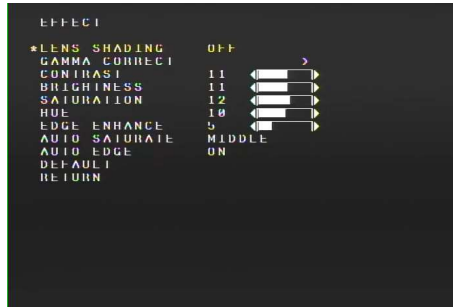 EFFECT
*LENS SHADING OFF
GAMMA CORRECT >
CONTRAST 11
BRIGHTNESS 11
SATURATION 12
HUE 10
EDGE ENHANCE 5
AUTO SATURATE MIDDLE
AUTO EDGE ON
DEFAULT
RETURN